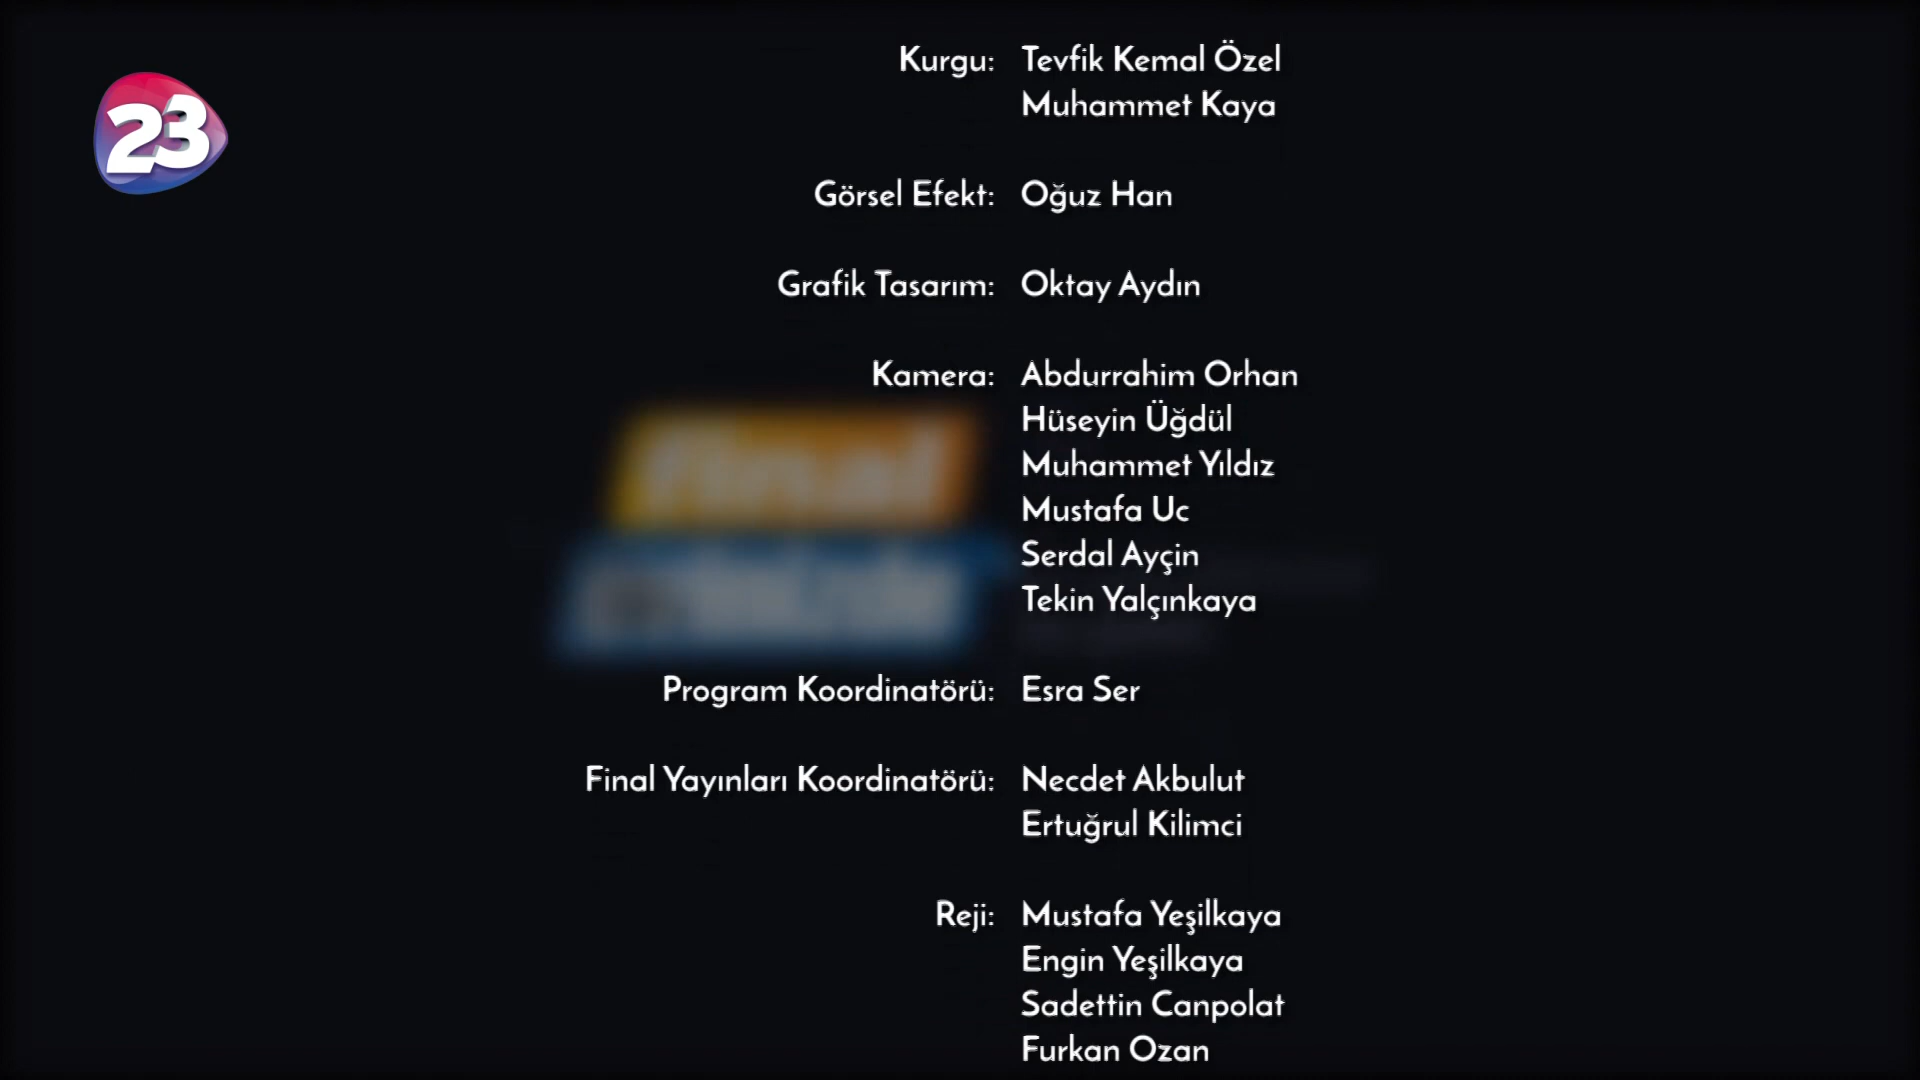 23
Kurgu: Tevfik Kemal Özel
Muhammet Kaya
Görsel Efekt: Oğuz Han
Grafik Tasarım: Oktay Aydın
Kamera: Abdurrahim Orhan
Hüseyin Üğdül
Muhammet Yıldız
Mustafa Uc
Serdal Ayçin
Tekin Yalçınkaya
Program Koordinatörü: Esra Ser
Final Yayınları Koordinatörü: Necdet Akbulut
Ertuğrul Kilimci
Reji: Mustafa Yeşilkaya
Engin Yeşilkaya
Sadettin Canpolat
Furkan Ozan